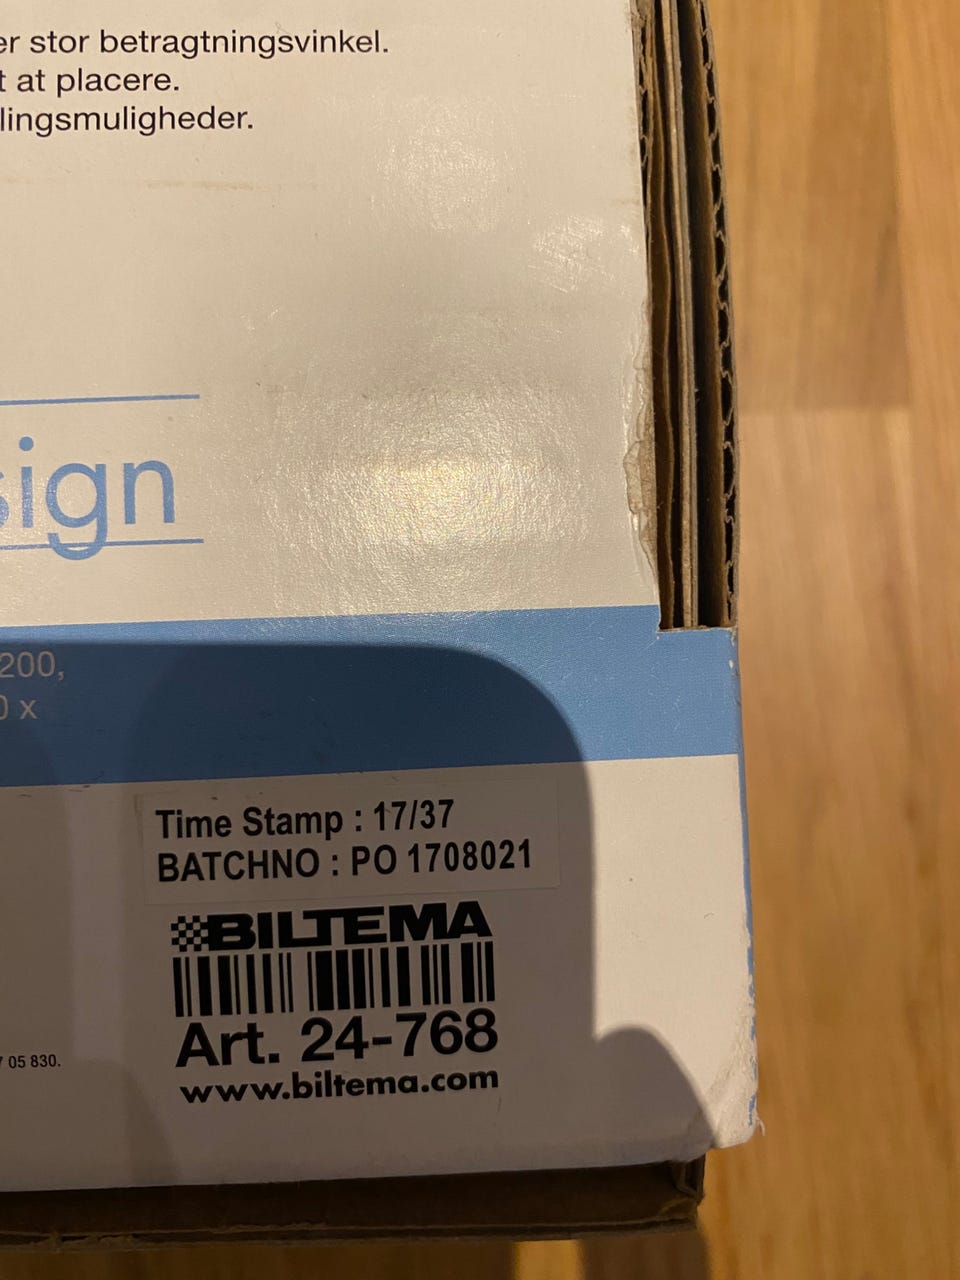 er stor betragtningsvinkel.
t at placere.
lingsmuligheder.
sign
200,
0 x
Time Stamp : 17/37
BATCHNO : PO 1708021
BILTEMA
Art. 24-768
www.biltema.com
05 830.